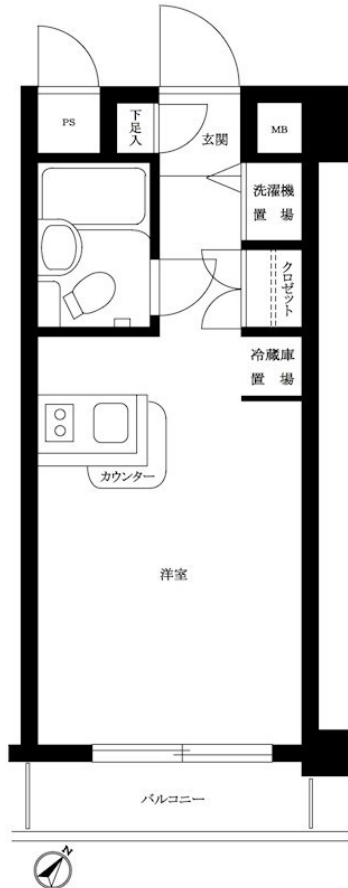 PS
下足入
玄関
MB
洗濯機
置 場
クロゼット
冷蔵庫
置 場
カウンター
洋室
バルコニー
N